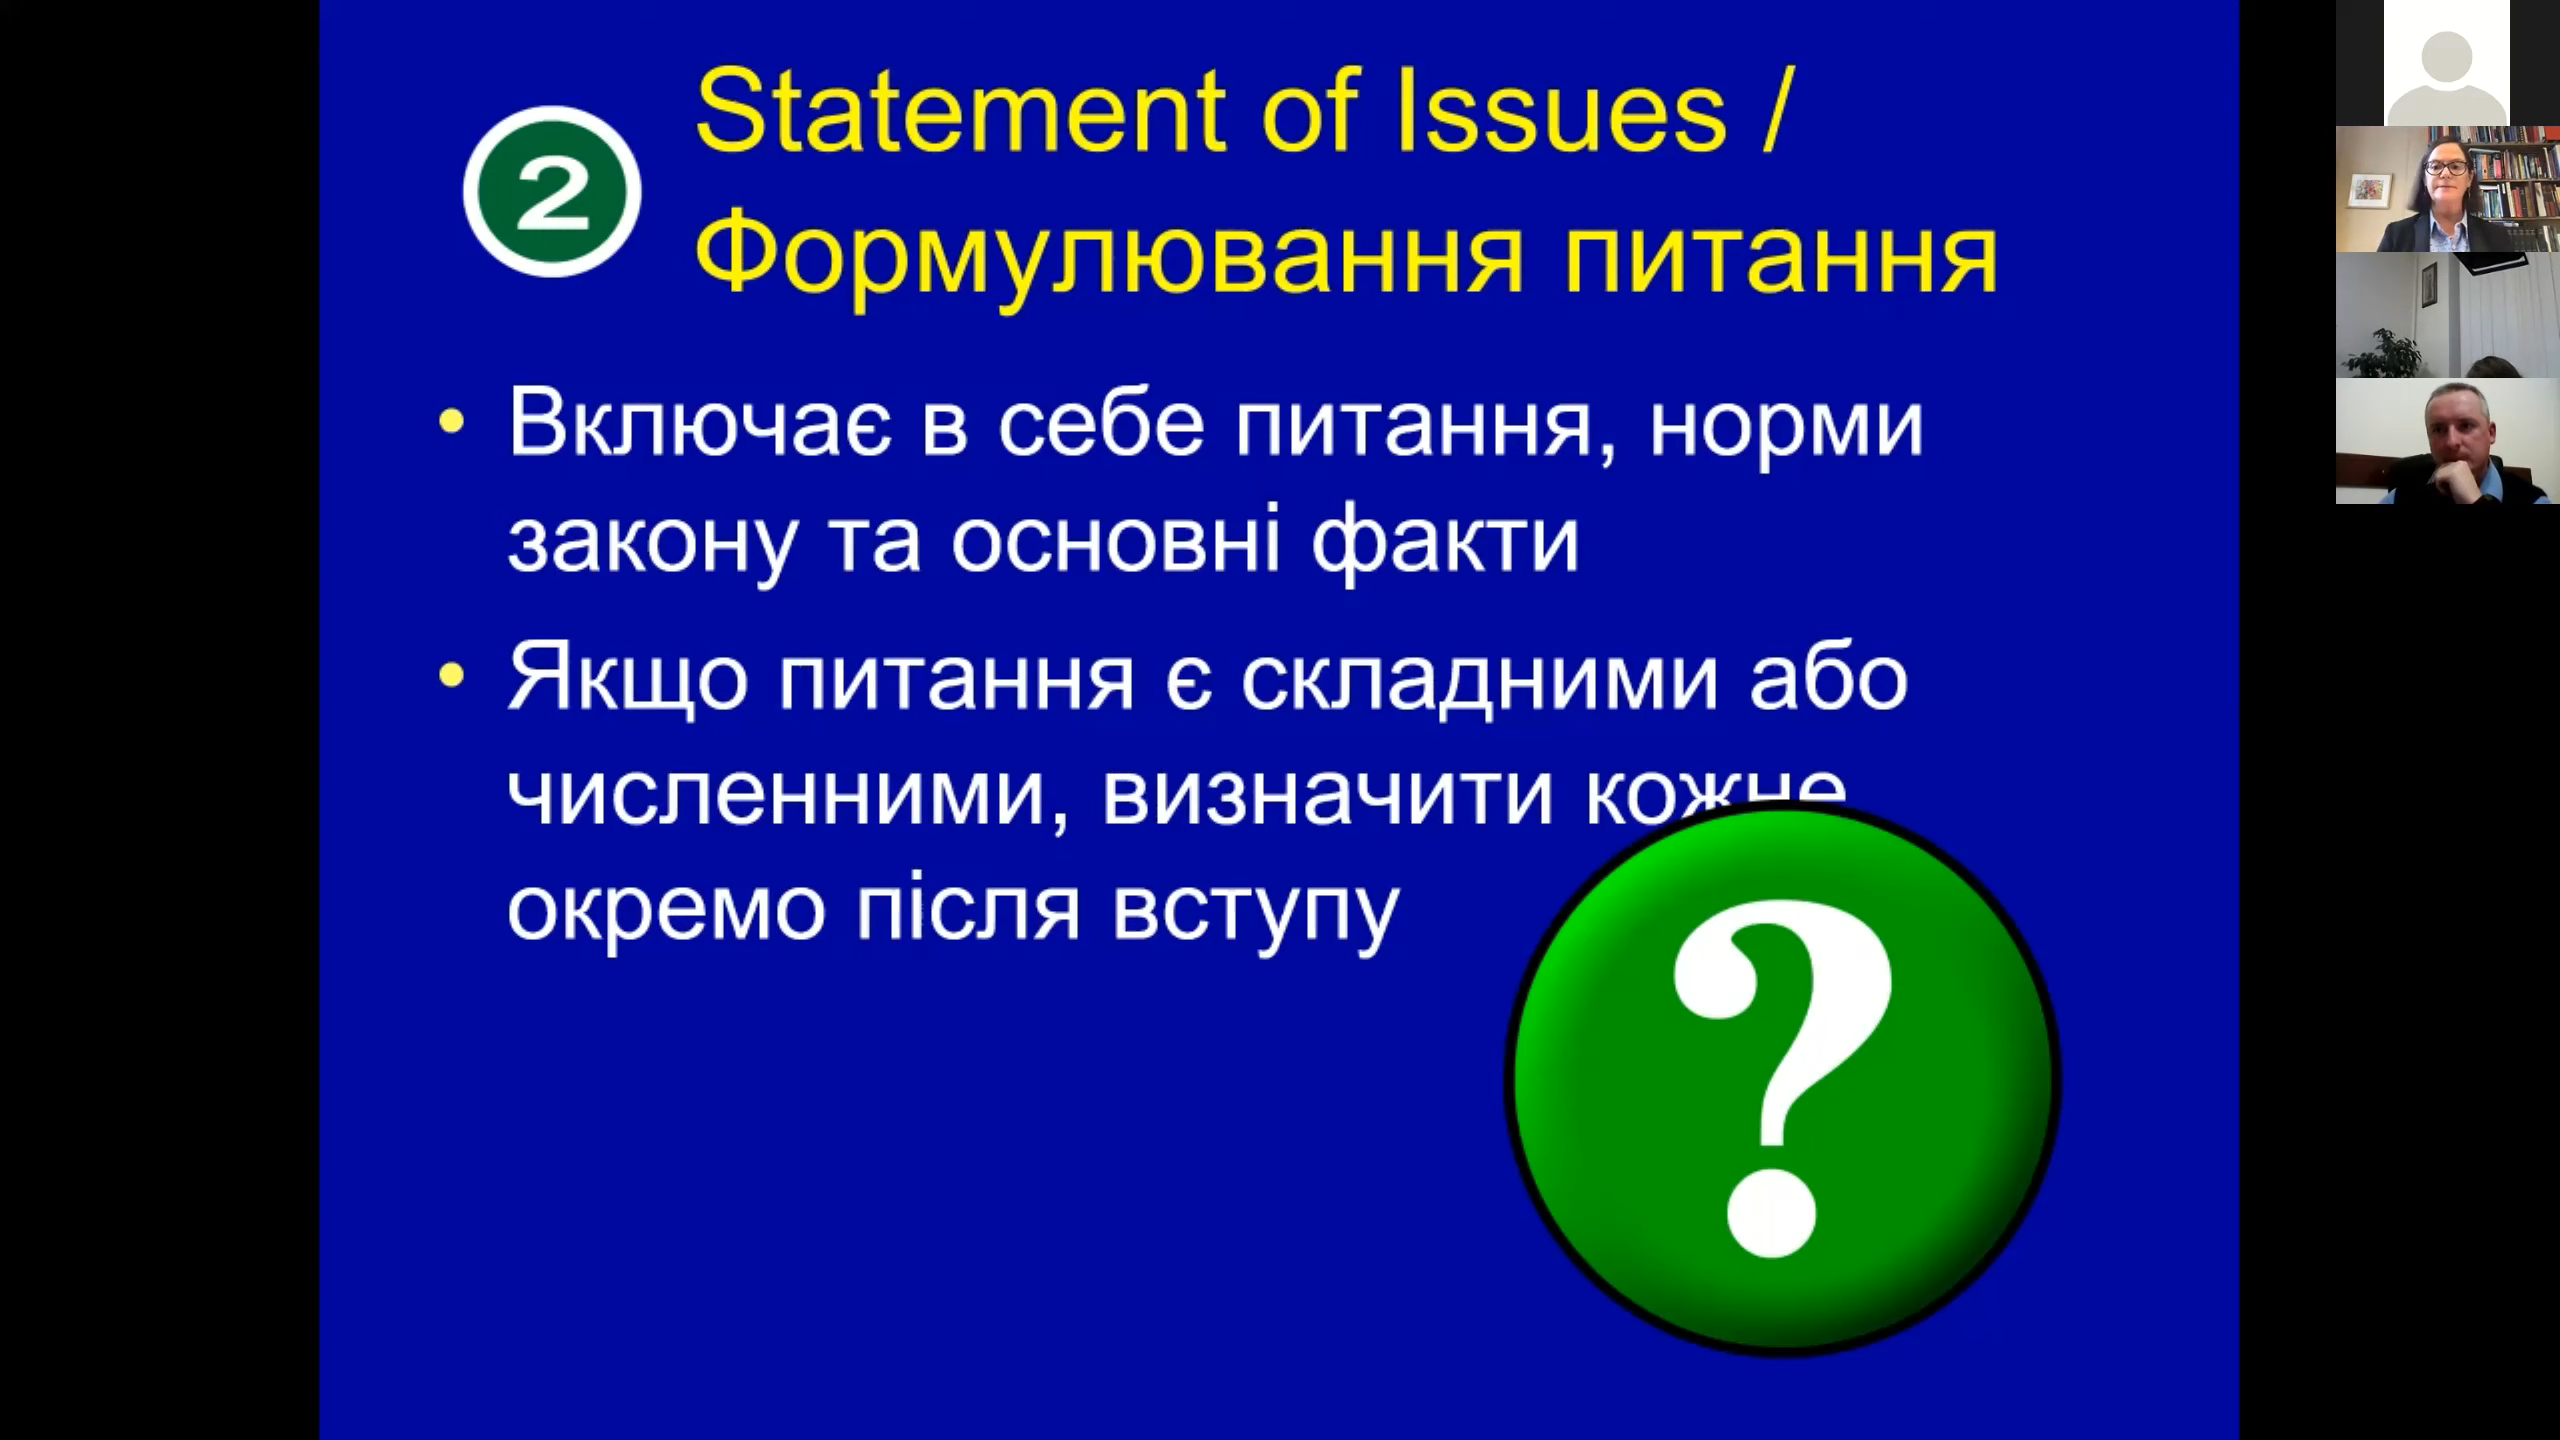 2
Statement of Issues /
Формулювання питання
• Включає в себе питання, норми
закону та основні факти
• Якщо питання є складними або
численними, визначити кожне
окремо після вступу
?